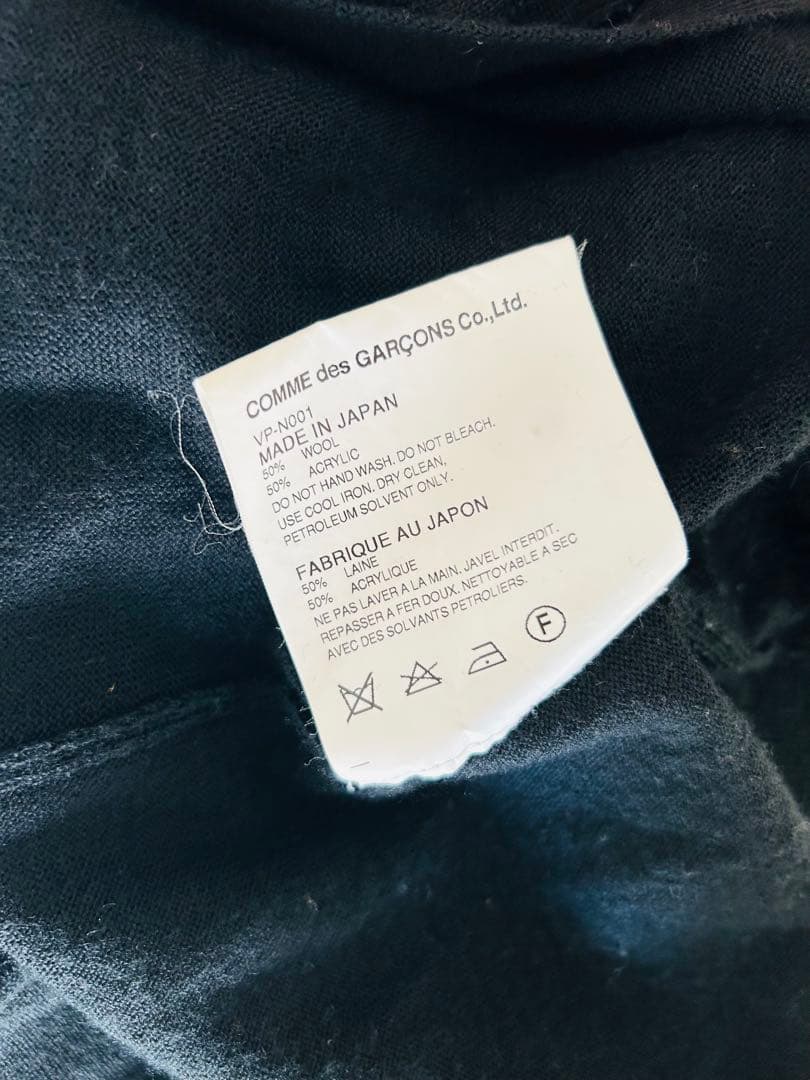 COMME des GARÇONS Co.,Ltd.
VP-N001
MADE IN JAPAN
50% WOOL
50% ACRYLIC
DO NOT HAND WASH. DO NOT BLEACH.
USE COOL IRON. DRY CLEAN,
PETROLEUM SOLVENT ONLY.
FABRIQUE AU JAPON
50% LAINE
50% ACRYLIQUE
NE PAS LAVER A LA MAIN. JAVEL INTERDIT.
REPASSER A FER DOUX. NETTOYABLE A SEC
AVEC DES SOLVANTS PETROLIERS.
F